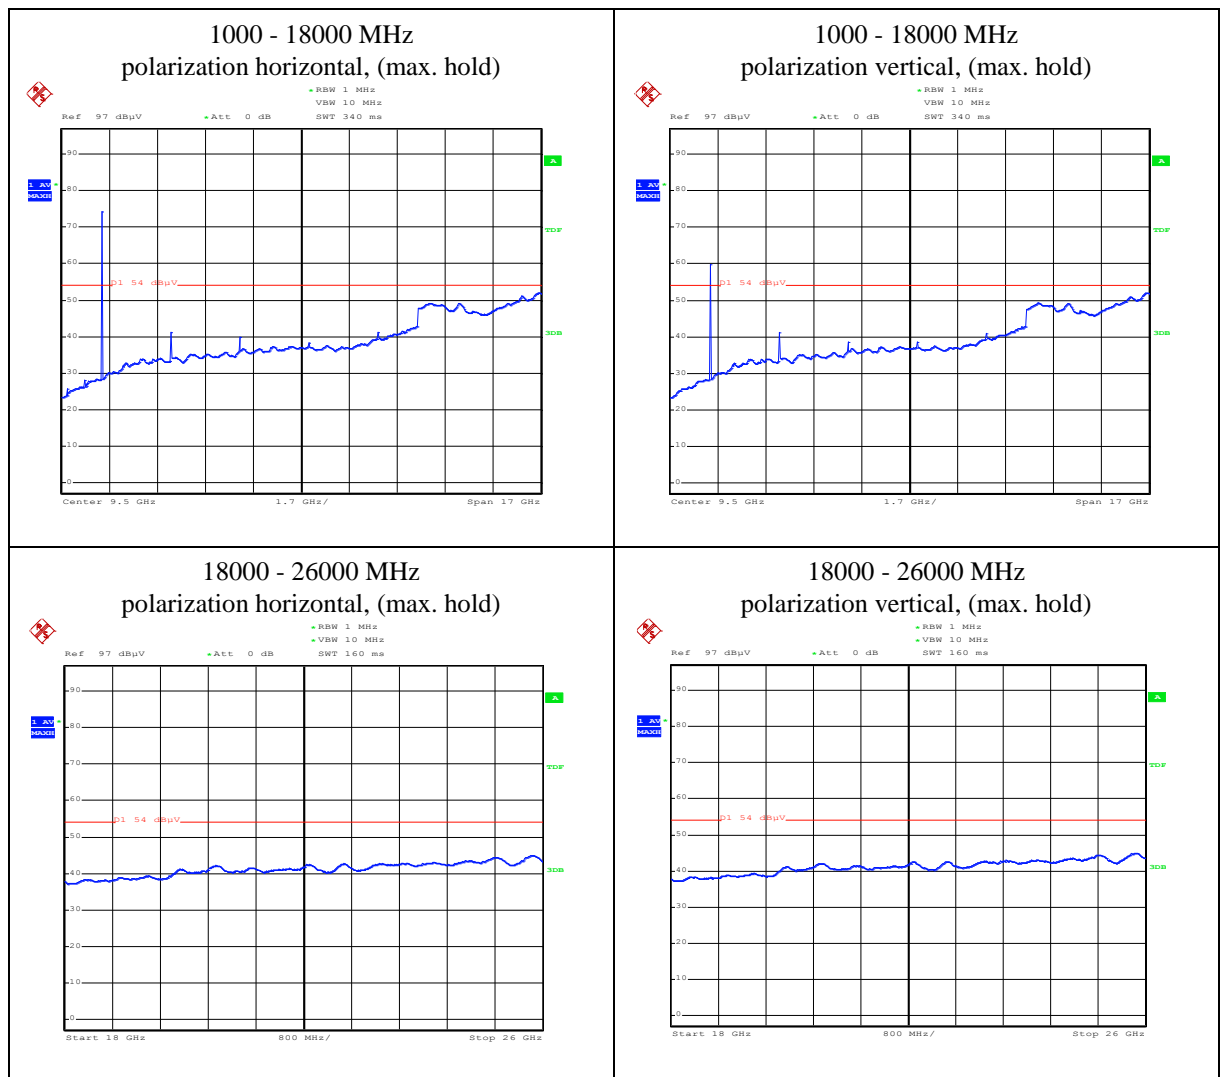 1000 - 18000 MHz
polarization horizontal, (max. hold)
R S
RBW 1 MHz
VBW 10 MHz
Ref 97 dBµV
Att 0 dB
SWT 340 ms
90
80
70
60
50
40
30
20
10
0
1 AV
MAXH
A
TDF
3DB
D1 54 dBµV
Center 9.5 GHz
1.7 GHz/
Span 17 GHz
1000 - 18000 MHz
polarization vertical, (max. hold)
R S
RBW 1 MHz
VBW 10 MHz
Ref 97 dBµV
Att 0 dB
SWT 340 ms
90
80
70
60
50
40
30
20
10
0
1 AV
MAXH
A
TDF
3DB
D1 54 dBµV
Center 9.5 GHz
1.7 GHz/
Span 17 GHz
18000 - 26000 MHz
polarization horizontal, (max. hold)
R S
RBW 1 MHz
VBW 10 MHz
Ref 97 dBµV
Att 0 dB
SWT 160 ms
90
80
70
60
50
40
30
20
10
0
1 AV
MAXH
A
TDF
3DB
D1 54 dBµV
Start 18 GHz
800 MHz/
Stop 26 GHz
18000 - 26000 MHz
polarization vertical, (max. hold)
R S
RBW 1 MHz
VBW 10 MHz
Ref 97 dBµV
Att 0 dB
SWT 160 ms
90
80
70
60
50
40
30
20
10
0
1 AV
MAXH
A
TDF
3DB
D1 54 dBµV
Start 18 GHz
800 MHz/
Stop 26 GHz